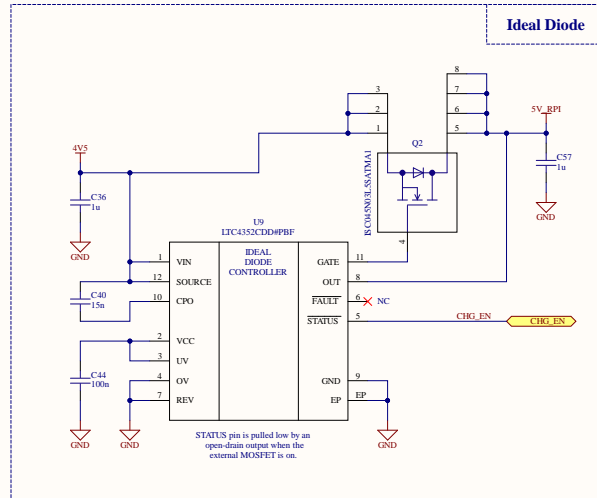 Ideal Diode
8
3
7
2
6
1
5
5V_RPI
Q2
4V5
ISC045N03L5SATMA1
C57
1u
C36
1u
GND
4
U9
LTC4352CDD#PBF
GND
IDEAL
DIODE
CONTROLLER
1
VIN
GATE
11
12
SOURCE
OUT
8
C40
15n
10
CPO
FAULT
6
NC
STATUS
5
CHG_EN
CHG_EN
2
VCC
3
UV
C44
100n
4
OV
GND
9
7
REV
EP
EP
GND
GND
GND
STATUS pin is pulled low by an
open-drain output when the
external MOSFET is on.